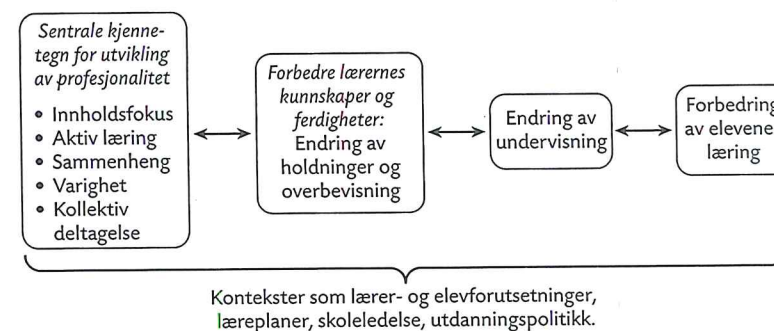 Sentrale kjenne-
tegn for utvikling
av profesjonalitet
• Innholdsfokus
• Aktiv læring
• Sammenheng
• Varighet
• Kollektiv
deltagelse
Forbedre lærernes
kunnskaper og
ferdigheter:
Endring av
holdninger og
overbevisning
Endring av
undervisning
Forbedring
av elevene
læring
Kontekster som lærer- og elevforutsetninger,
læreplaner, skoleledelse, utdanningspolitikk.